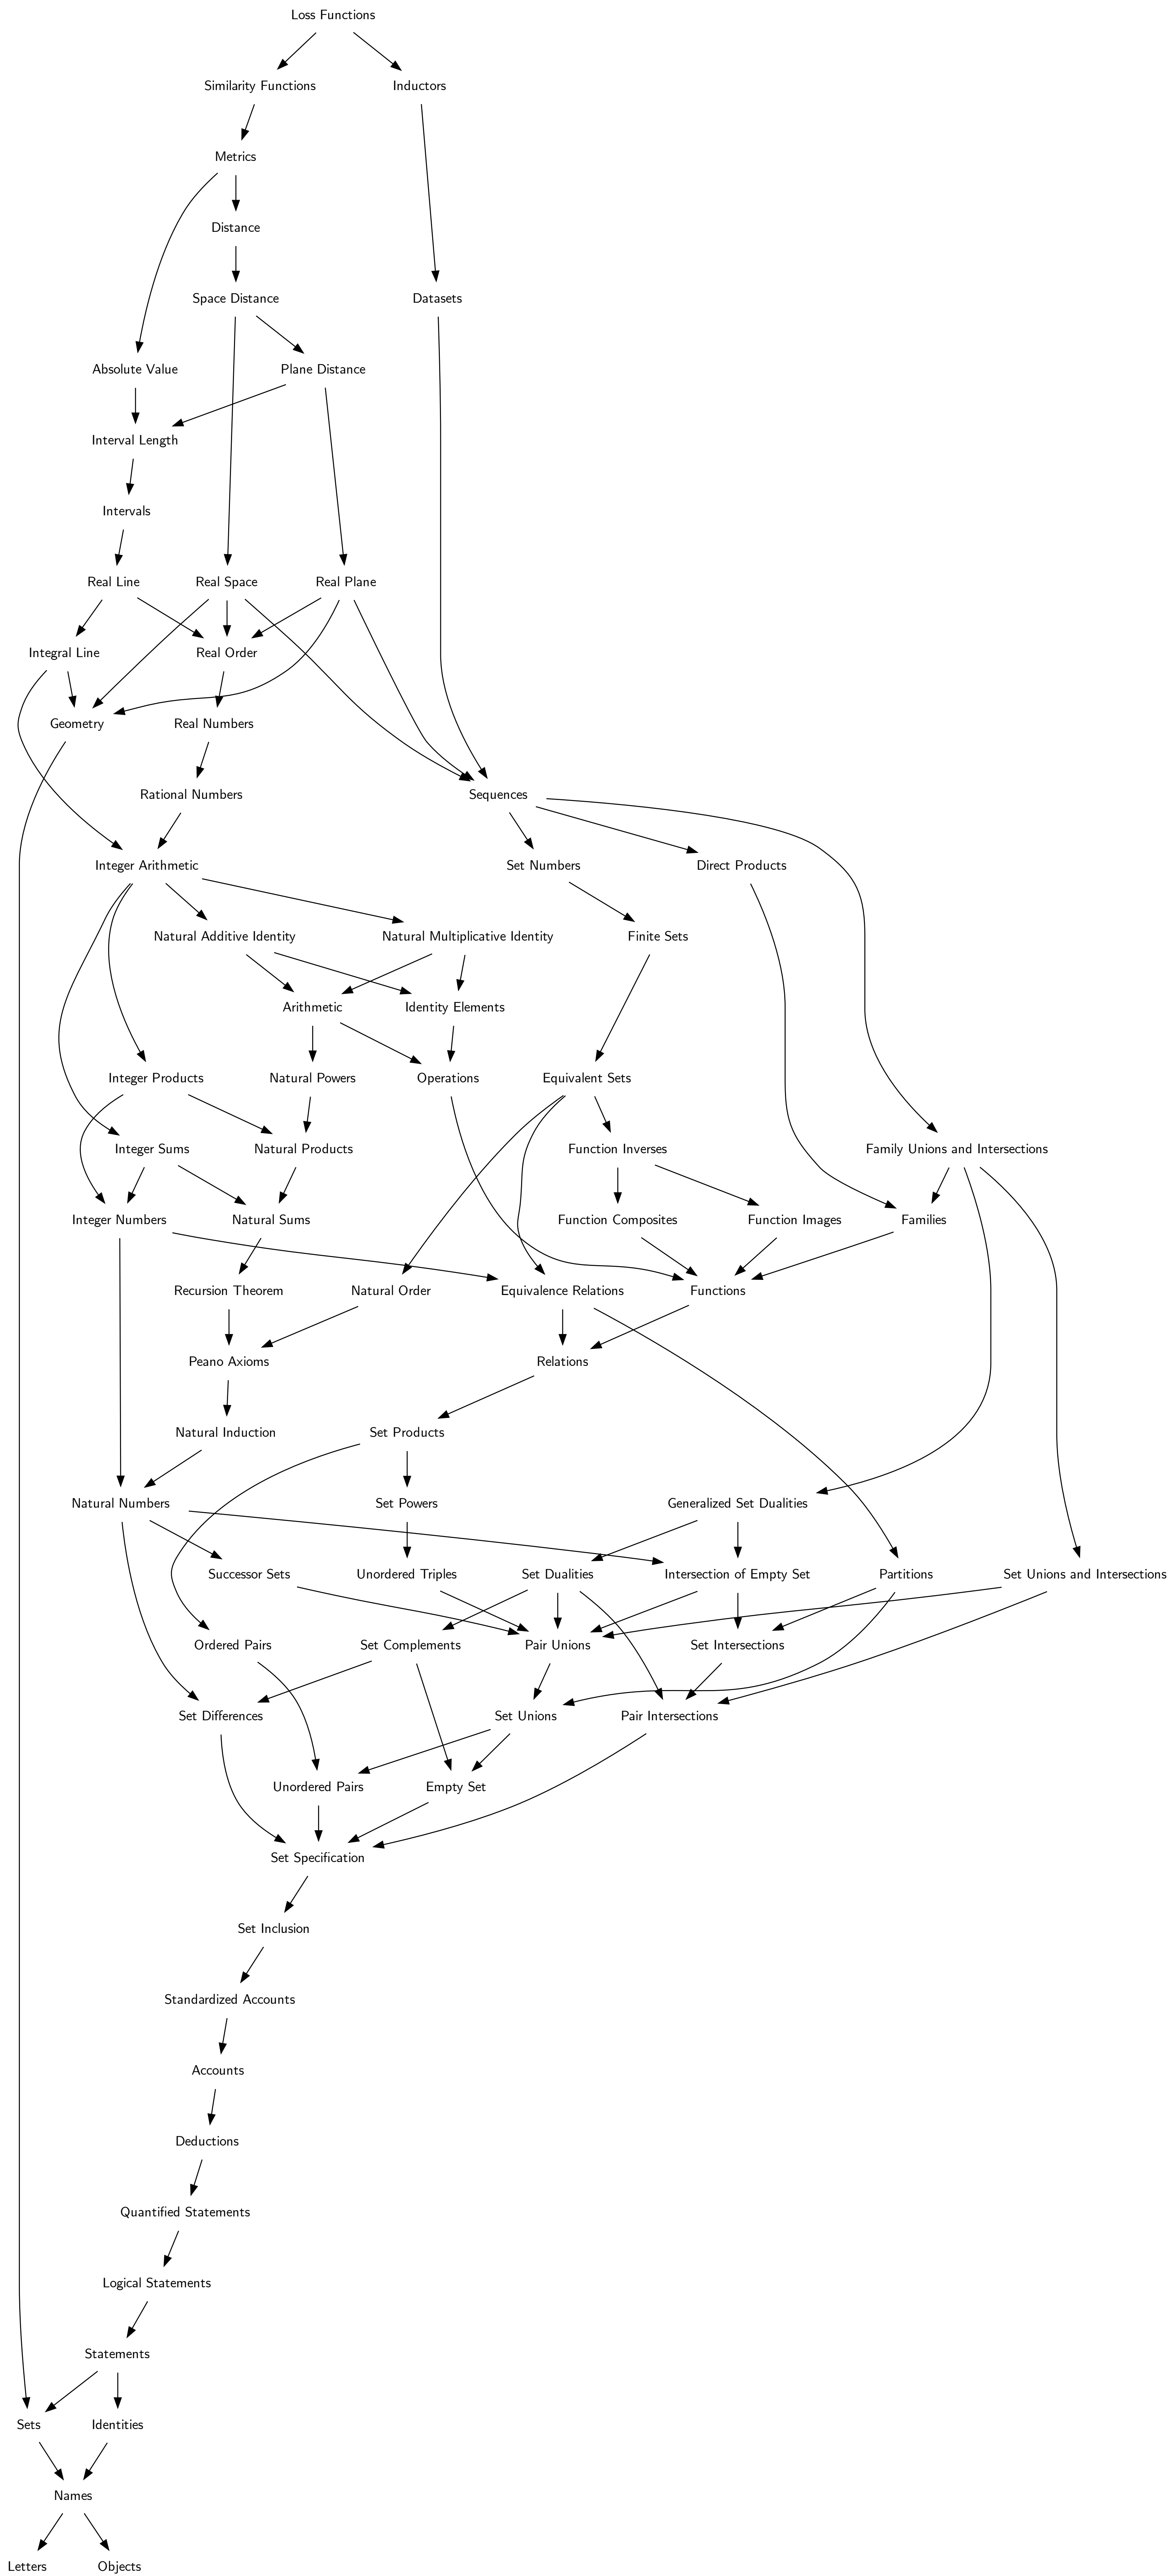 Loss Functions
Similarity Functions
Inductors
Metrics
Distance
Space Distance
Datasets
Absolute Value
Plane Distance
Interval Length
Intervals
Real Line
Real Space
Real Plane
Integral Line
Real Order
Geometry
Real Numbers
Rational Numbers
Sequences
Integer Arithmetic
Set Numbers
Direct Products
Natural Additive Identity
Natural Multiplicative Identity
Finite Sets
Arithmetic
Identity Elements
Integer Products
Natural Powers
Operations
Equivalent Sets
Integer Sums
Natural Products
Function Inverses
Family Unions and Intersections
Integer Numbers
Natural Sums
Function Composites
Function Images
Families
Recursion Theorem
Natural Order
Equivalence Relations
Functions
Peano Axioms
Relations
Natural Induction
Set Products
Natural Numbers
Set Powers
Generalized Set Dualities
Successor Sets
Unordered Triples
Set Dualities
Intersection of Empty Set
Partitions
Set Unions and Intersections
Ordered Pairs
Set Complements
Pair Unions
Set Intersections
Set Differences
Set Unions
Pair Intersections
Unordered Pairs
Empty Set
Set Specification
Set Inclusion
Standardized Accounts
Accounts
Deductions
Quantified Statements
Logical Statements
Statements
Sets
Identities
Names
Letters
Objects